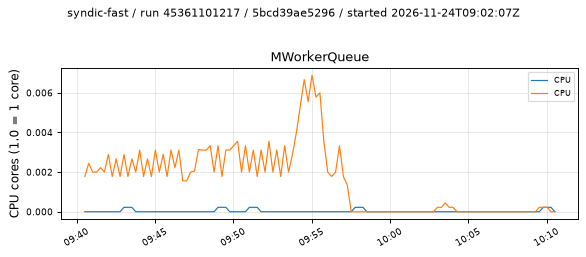 syndic-fast / run 45361101217 / 5bcd39ae5296 / started 2026-11-24T09:02:07Z
MWorkerQueue
CPU cores (1.0 = 1 core)
0.006
0.004
0.002
0.000
CPU
CPU
09:40
09:45
09:50
09:55
10:00
10:05
10:10